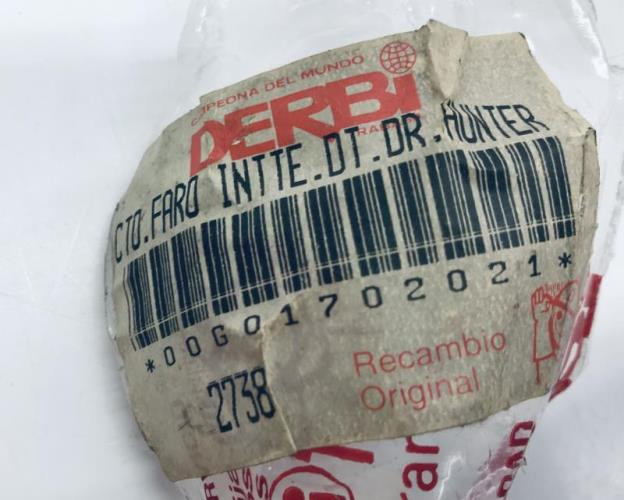 CAMPEONA DEL MUNDO
DERBI
CTO.FARO INTTE.DT.DR.HUNTER
*00G01702021*
2738
Recambio
Original